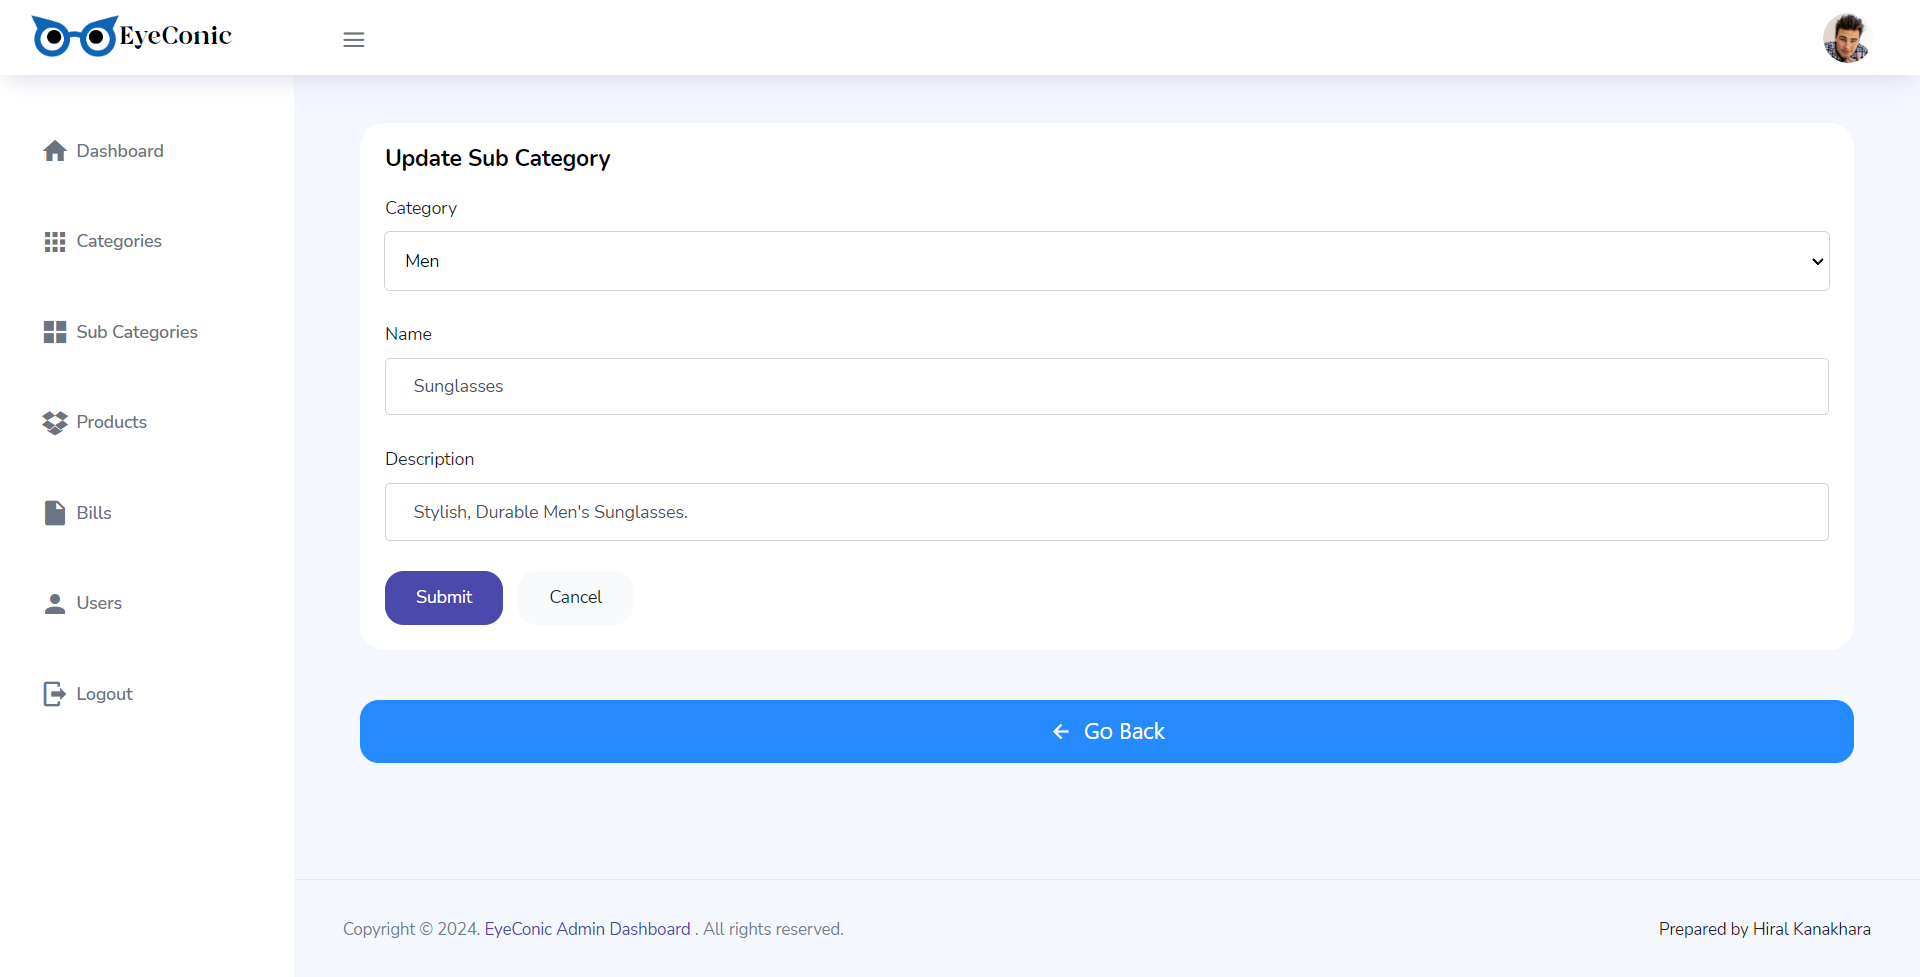 EyeConic
Dashboard
Categories
Sub Categories
Products
Bills
Users
Logout
Update Sub Category
Category
Men
Name
Sunglasses
Description
Stylish, Durable Men's Sunglasses.
Submit Cancel
Go Back
Copyright © 2024. EyeConic Admin Dashboard . All rights reserved.
Prepared by Hiral Kanakhara